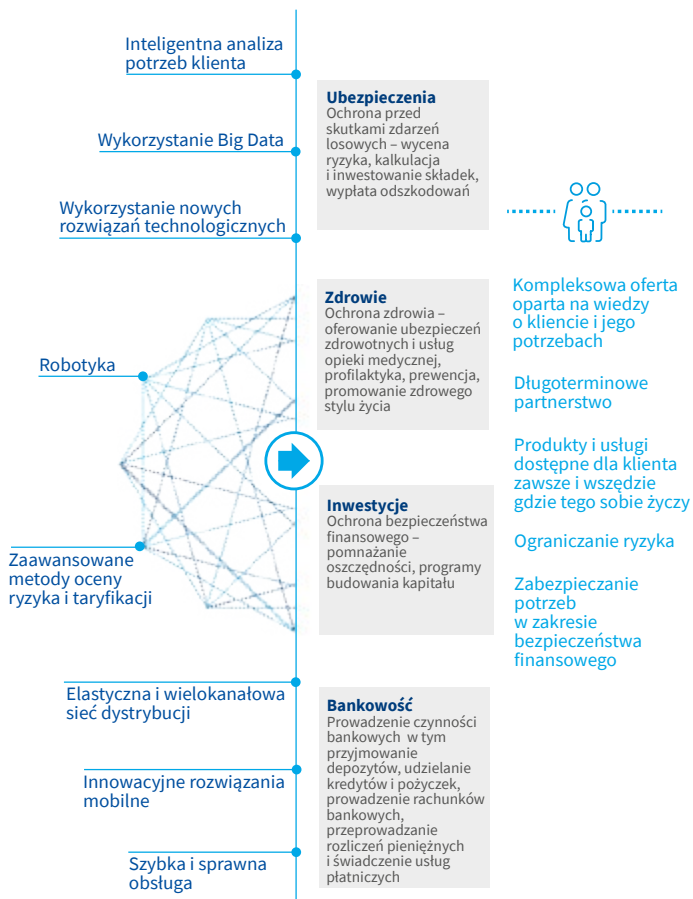 Inteligentna analiza
potrzeb klienta
Wykorzystanie Big Data
Wykorzystanie nowych
rozwiązań technologicznych
Robotyka
Zaawansowane
metody oceny
ryzyka i taryfikacji
Elastyczna i wielokanałowa
sieć dystrybucji
Innowacyjne rozwiązania
mobilne
Szybka i sprawna
obsługa
Ubezpieczenia
Ochrona przed
skutkami zdarzeń
losowych – wycena
ryzyka, kalkulacja
i inwestowanie składek,
wypłata odszkodowań
Zdrowie
Ochrona zdrowia –
oferowanie ubezpieczeń
zdrowotnych i usług
opieki medycznej,
profilaktyka, prewencja,
promowanie zdrowego
stylu życia
Inwestycje
Ochrona bezpieczeństwa
finansowego –
pomnażanie
oszczędności, programy
budowania kapitału
Bankowość
Prowadzenie czynności
bankowych w tym
przyjmowanie
depozytów, udzielanie
kredytów i pożyczek,
prowadzenie rachunków
bankowych,
przeprowadzanie
rozliczeń pieniężnych
i świadczenie usług
płatniczych
Kompleksowa oferta
oparta na wiedzy
o kliencie i jego
potrzebach
Długoterminowe
partnerstwo
Produkty i usługi
dostępne dla klienta
zawsze i wszędzie
gdzie tego sobie życzy
Ograniczanie ryzyka
Zabezpieczanie
potrzeb
w zakresie
bezpieczeństwa
finansowego